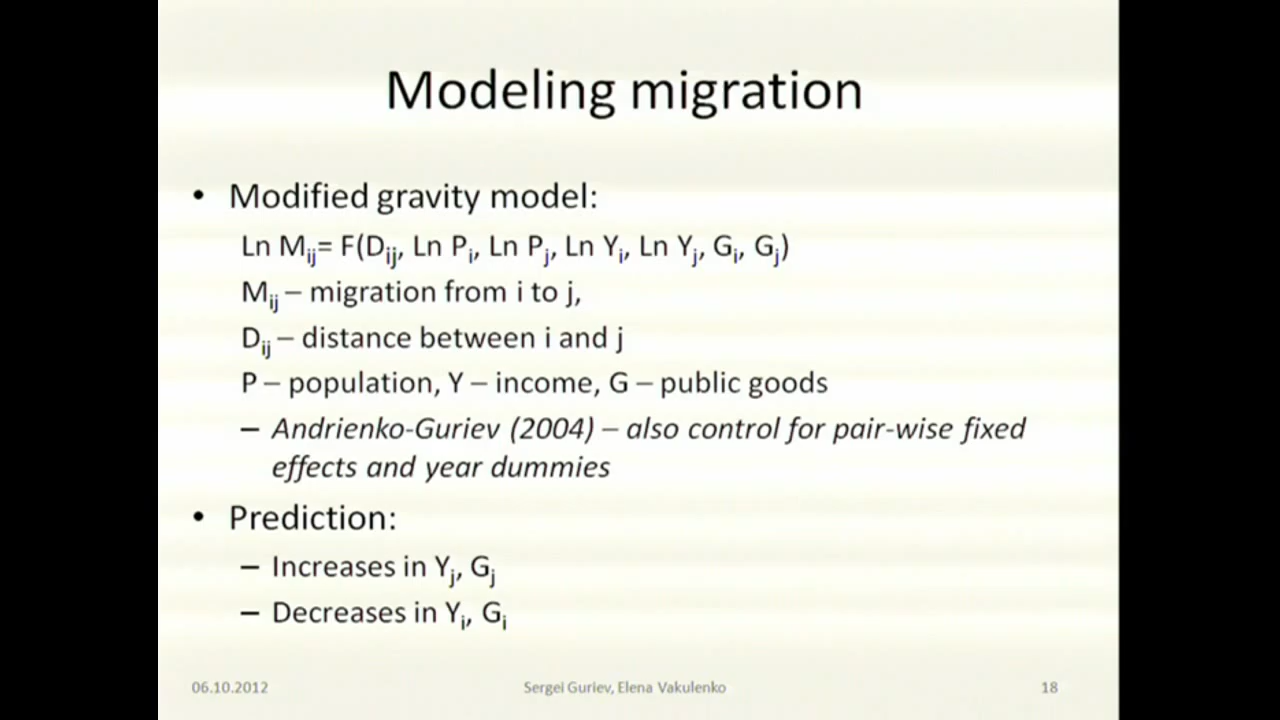 Modeling migration
• Modified gravity model:
Ln Mij= F(Dij, Ln Pi, Ln Pj, Ln Yi, Ln Yj, Gi, Gj)
Mij – migration from i to j,
Dij – distance between i and j
P – population, Y – income, G – public goods
– Andrienko-Guriev (2004) – also control for pair-wise fixed
effects and year dummies
• Prediction:
– Increases in Yj, Gj
– Decreases in Yi, Gi
06.10.2012
Sergei Guriev, Elena Vakulenko
18